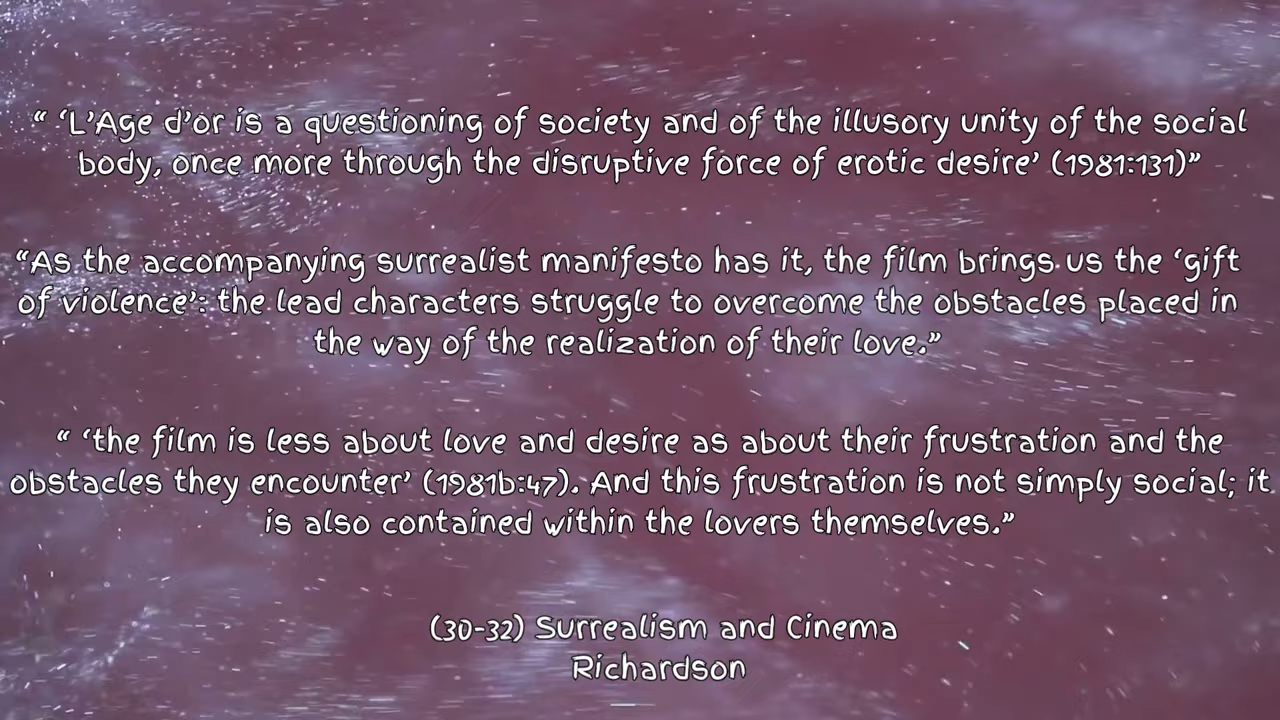 “ ‘L’Age d’or is a questioning of society and of the illusory unity of the social
body, once more through the disruptive force of erotic desire’ (1981:131)”
“As the accompanying surrealist manifesto has it, the film brings us the ‘gift
of violence’: the lead characters struggle to overcome the obstacles placed in
the way of the realization of their love.”
“ ‘the film is less about love and desire as about their frustration and the
obstacles they encounter’ (1981b:47). And this frustration is not simply social; it
is also contained within the lovers themselves.”
(30-32) Surrealism and Cinema
Richardson